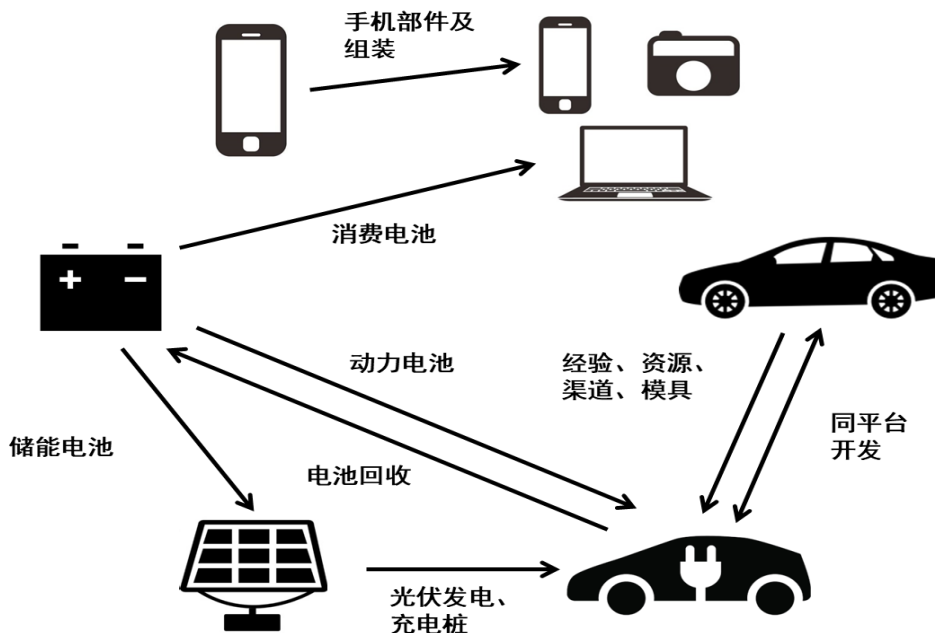 手机部件及
组装
消费电池
动力电池
经验、资源、
渠道、模具
同平台
开发
储能电池
电池回收
光伏发电、
充电桩